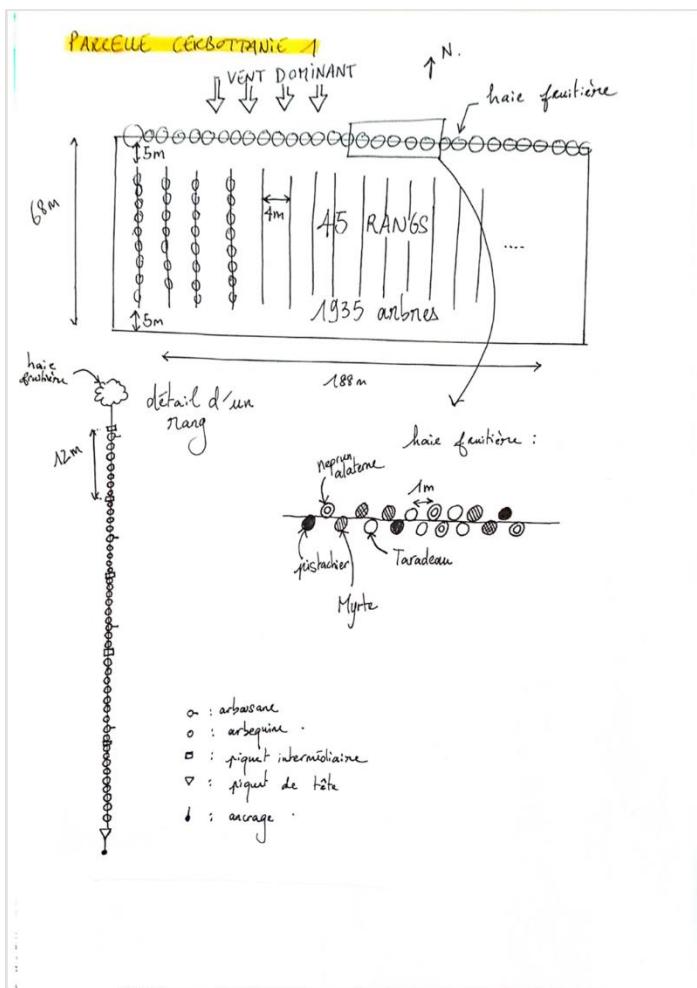 PARCELLE CERBOTTANIE 1
VENT DOMINANT
N.
haie fruitière
5m
68m
4m
45 RANGS
....
1935 arbres
5m
188m
haie
fruitière
détail d'un
rang
12m
haie fruitière :
neprun
alaterne
1m
pistachier
Taradeau
Myrte
: arbosane
: arbequine .
: piquet intermédiaire
: piquet de tête
: ancrage .